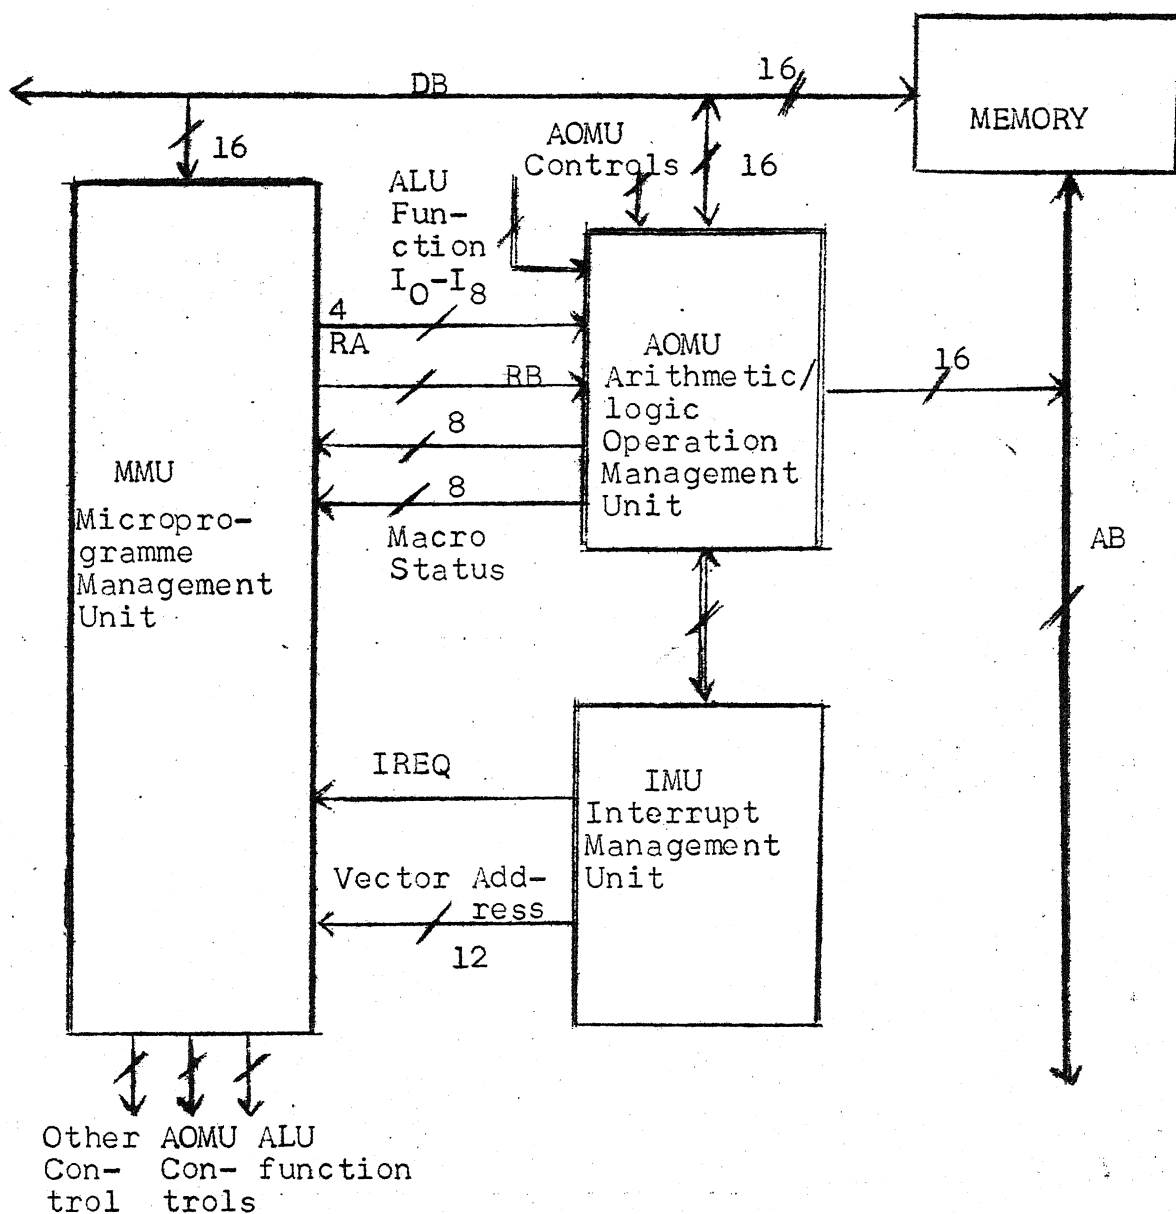 DB
16
MEMORY
16
AOMU
Controls
16
ALU
Fun-
ction
I0-I8
4
RA
RB
8
8
Macro
Status
AOMU
Arithmetic/
logic
Operation
Management
Unit
16
AB
MMU
Micropro-
gramme
Management
Unit
IREQ
Vector Add-
ress
12
IMU
Interrupt
Management
Unit
Other AOMU ALU
Con- Con- function
trol trols